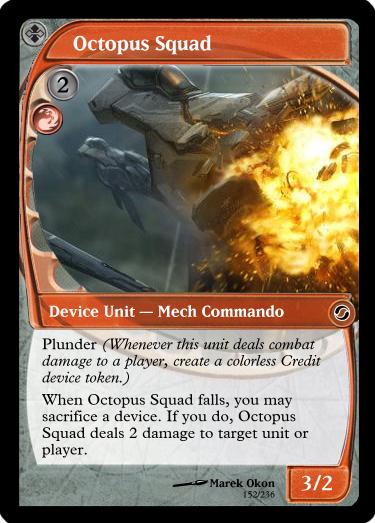 Octopus Squad
2
Device Unit — Mech Commando
Plunder (Whenever this unit deals combat
damage to a player, create a colorless Credit
device token.)
When Octopus Squad falls, you may
sacrifice a device. If you do, Octopus
Squad deals 2 damage to target unit or
player.
Marek Okon
152/236
3/2